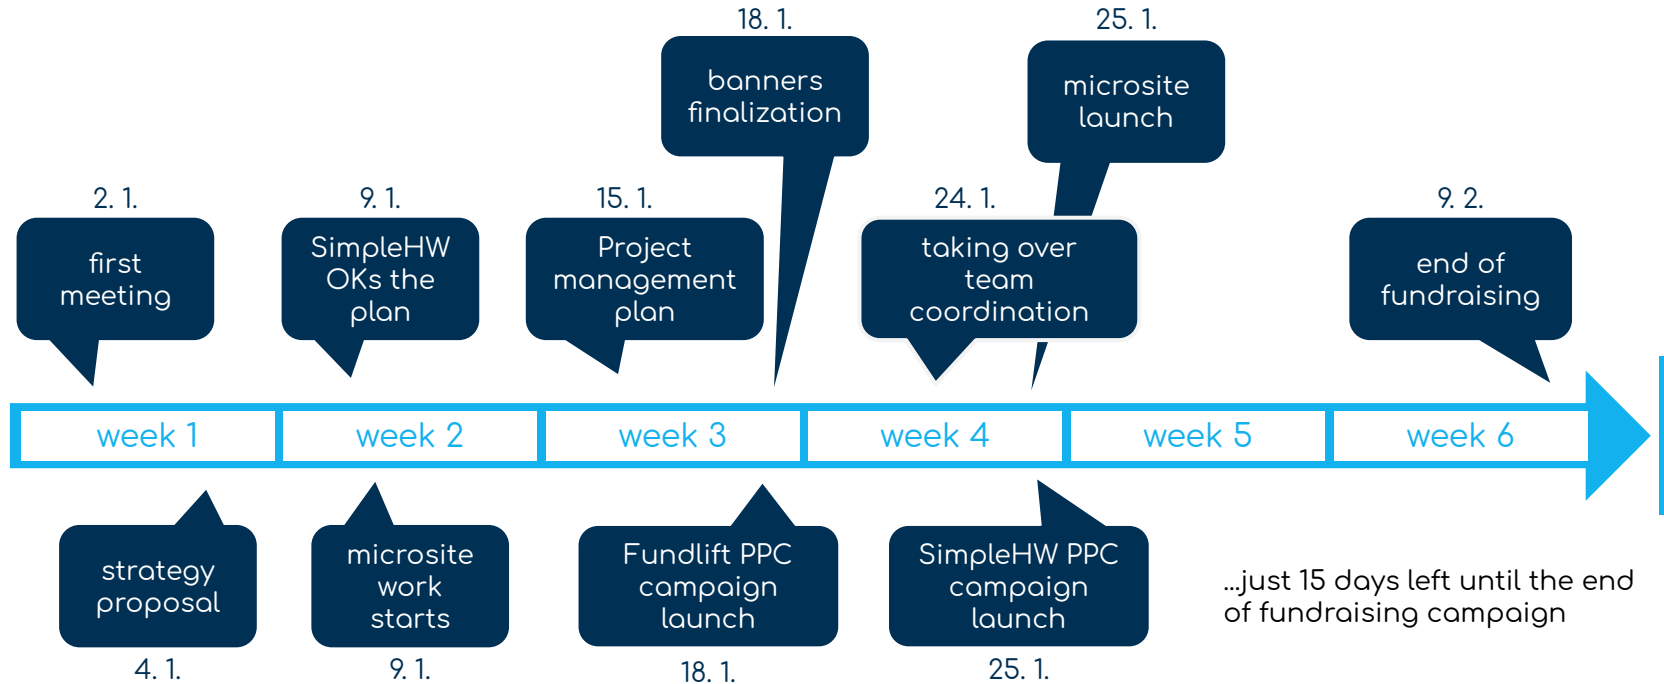 18. 1.
banners
finalization
25. 1.
microsite
launch
2. 1.
first
meeting
9. 1.
SimpleHW
OKs the
plan
15. 1.
Project
management
plan
24. 1.
taking over
team
coordination
9. 2.
end of
fundraising
week 1
week 2
week 3
week 4
week 5
week 6
strategy
proposal
4. 1.
microsite
work
starts
9. 1.
Fundlift PPC
campaign
launch
18. 1.
SimpleHW PPC
campaign
launch
25. 1.
...just 15 days left until the end
of fundraising campaign